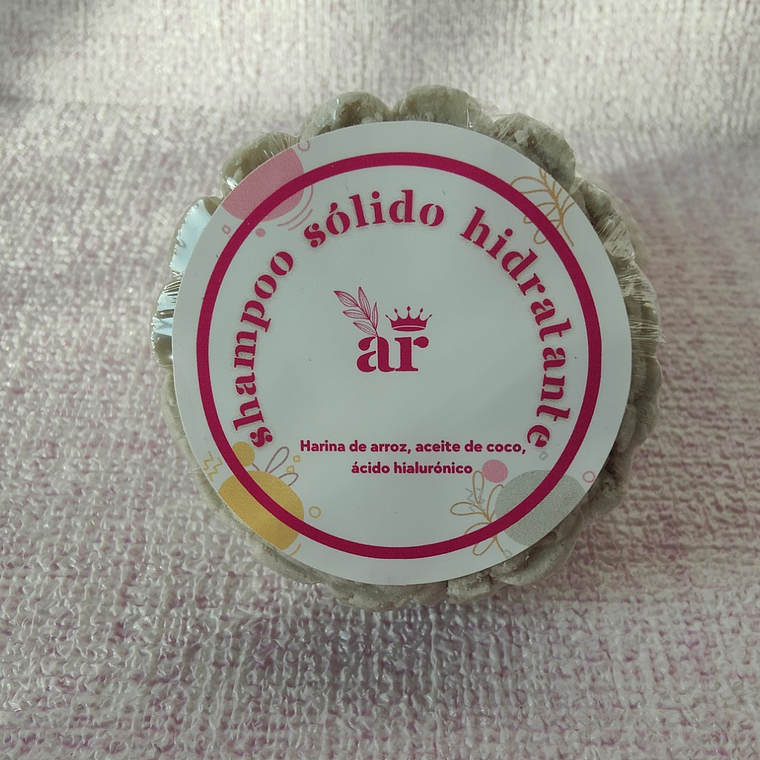 shampoo sólido hidratante
ar
Harina de arroz, aceite de coco,
ácido hialurónico